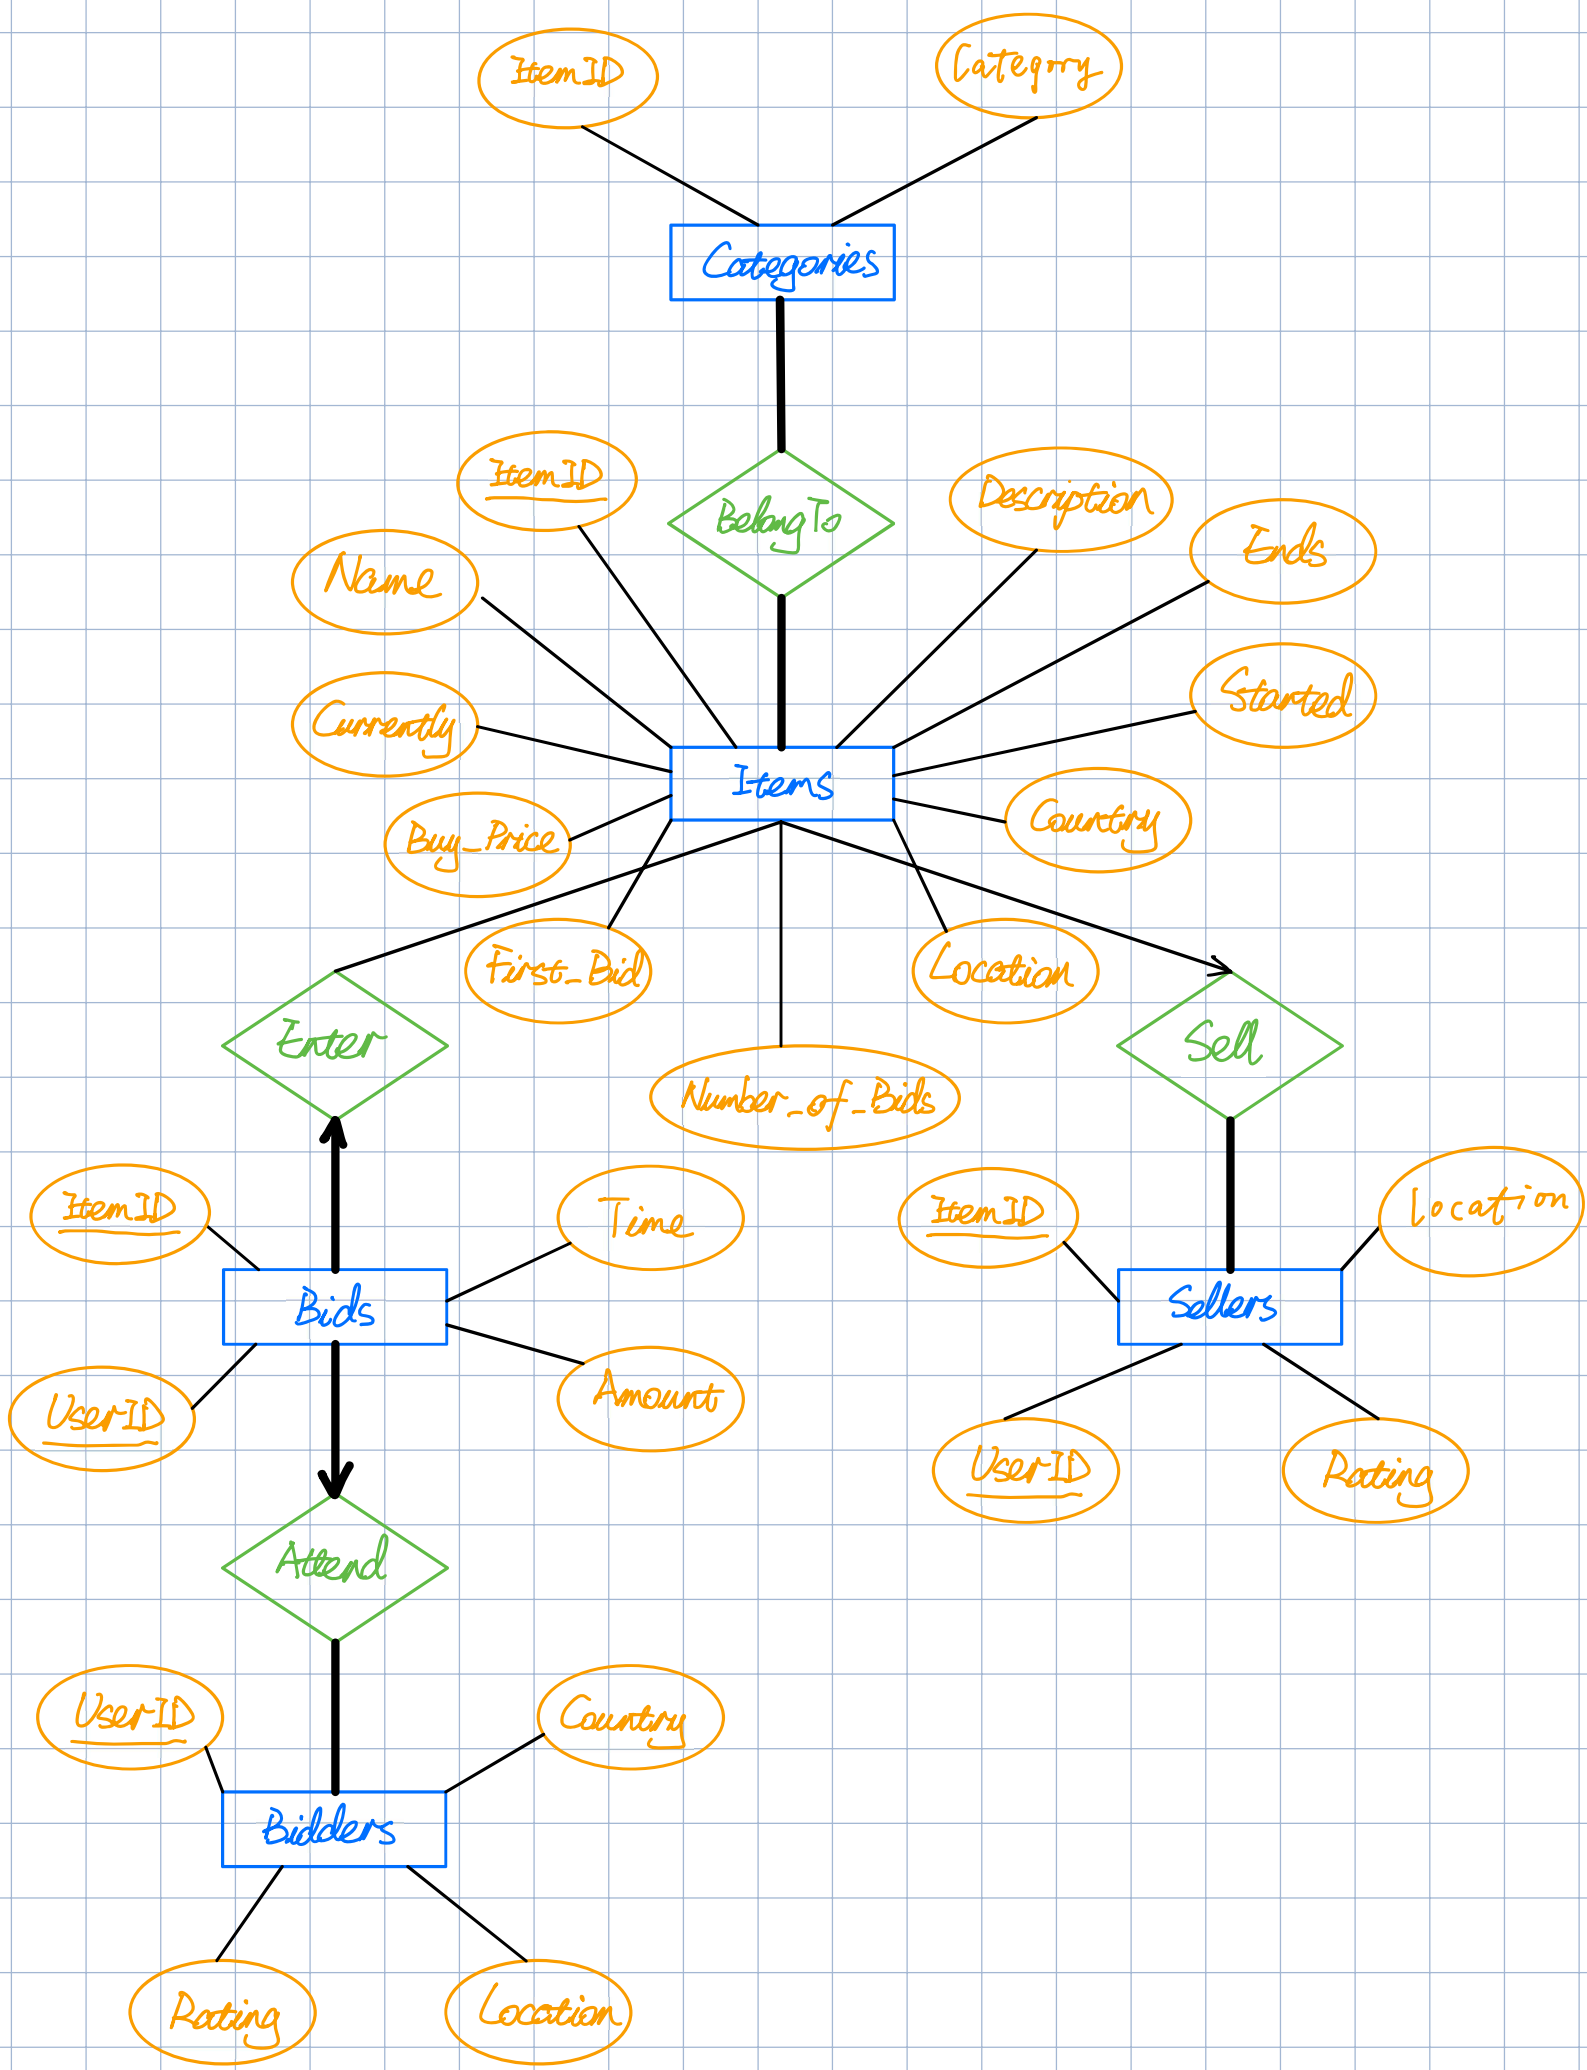 ItemID
Category
Categories
ItemID
BelongTo
Description
Ends
Name
Started
Currently
Items
Country
Buy_Price
First_Bid
Location
Enter
Sell
Number_of_Bids
ItemID
Time
ItemID
Location
Bids
Sellers
Amount
UserID
UserID
Rating
Attend
UserID
Country
Bidders
Rating
Location